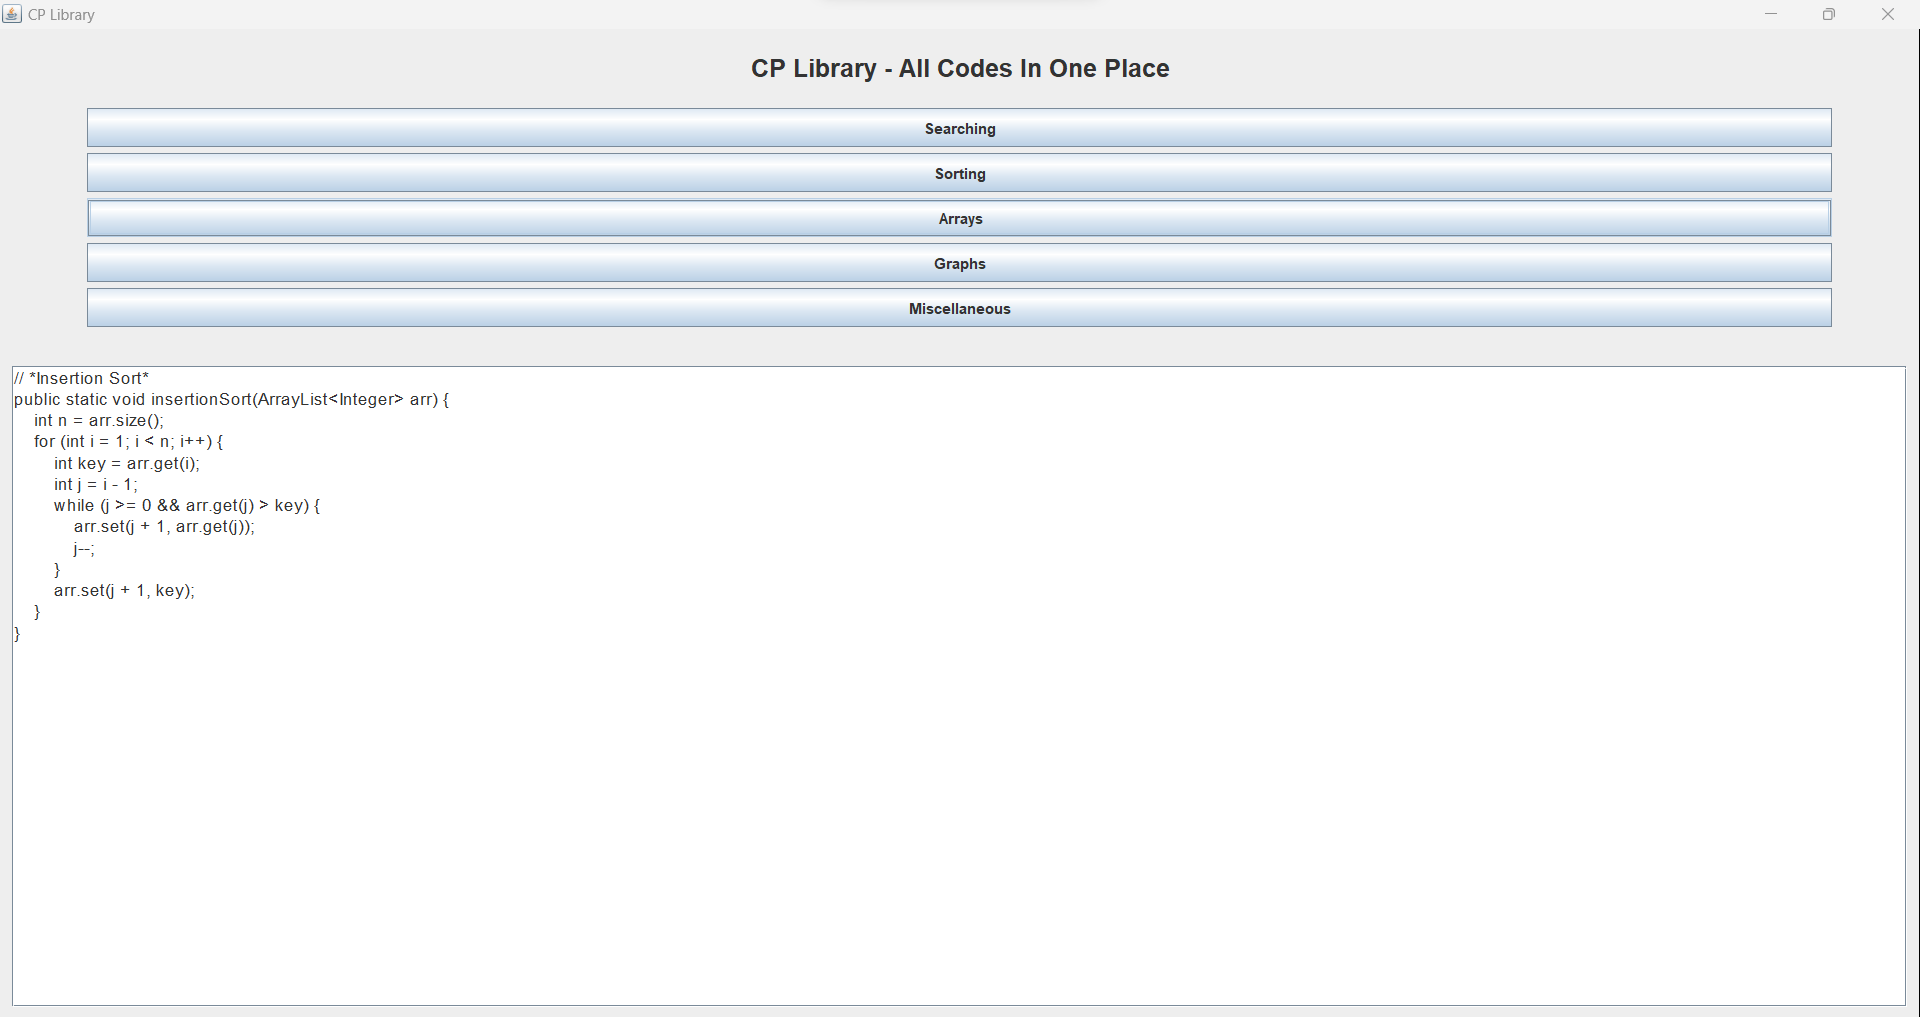 CP Library
CP Library - All Codes In One Place
Searching
Sorting
Arrays
Graphs
Miscellaneous
// *Insertion Sort*
public static void insertionSort(ArrayList<Integer> arr) {
    int n = arr.size();
    for (int i = 1; i < n; i++) {
        int key = arr.get(i);
        int j = i - 1;
        while (j >= 0 && arr.get(j) > key) {
            arr.set(j + 1, arr.get(j));
            j--;
        }
        arr.set(j + 1, key);
    }
}